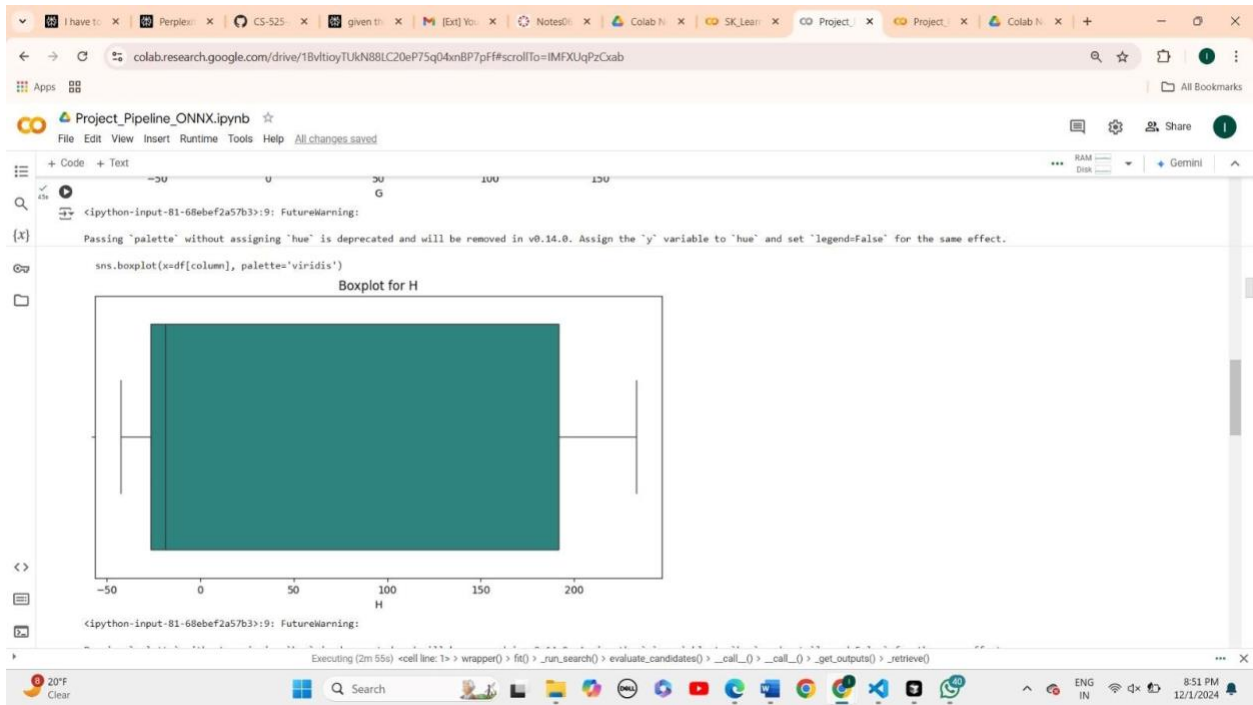 I have to
Perplexi
CS-525
given th
M [Ext] You
Notes0
Colab N
SK_Lear
Project_
Project_
Colab N
colab.research.google.com/drive/
Apps
All Bookmarks
Project_Pipeline_ONNX.ipynb
File Edit View Insert Runtime Tools Help All changes saved
Share
I
+ Code + Text
RAM
Disk
Gemini
-50 0 50 100 150
45s
G
<ipython-input-81-68ebef2a57b3>:9: FutureWarning:
{x}
Passing `palette` without assigning `hue` is deprecated and will be removed in v0.14.0. Assign the `y` variable to `hue` and set `legend=False` for the same effect.
sns.boxplot(x=df[column], palette='viridis')
Boxplot for H
-50 0 50 100 150 200
H
<ipython-input-81-68ebef2a57b3>:9: FutureWarning:
Executing (2m 55s) <cell line: 1> > wrapper() > fit() > _run_search() > evaluate_candidates() > __call__() > __call__() > _get_outputs() > _retrieve()
20°F
Clear
Search
DELL
40
ENG
IN
8:51 PM
12/1/2024